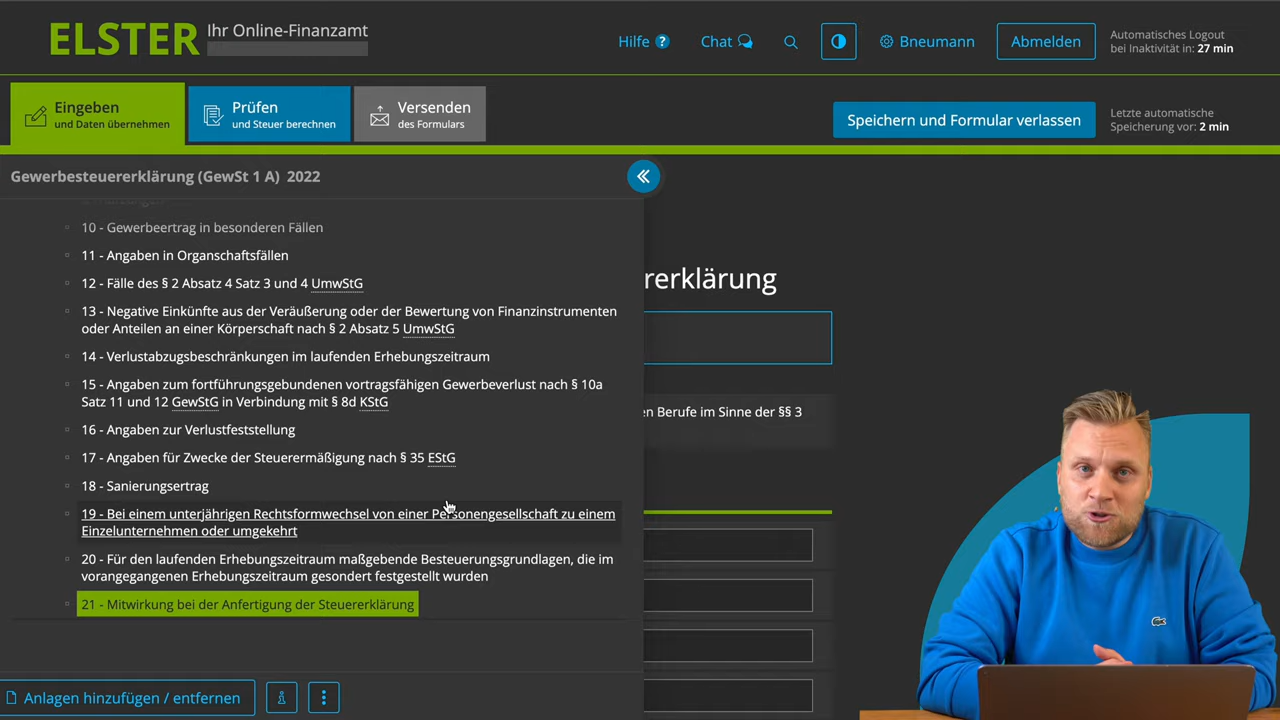 ELSTER
Ihr Online-Finanzamt
Hilfe ?
Chat
Bneumann
Abmelden
Automatisches Logout
bei Inaktivität in: 27 min
Eingeben
und Daten übernehmen
Prüfen
und Steuer berechnen
Versenden
des Formulars
Speichern und Formular verlassen
Letzte automatische
Speicherung vor: 2 min
Gewerbesteuererklärung (GewSt 1 A) 2022
10 - Gewerbeertrag in besonderen Fällen
11 - Angaben in Organschaftsfällen
12 - Fälle des § 2 Absatz 4 Satz 3 und 4 UmwStG
13 - Negative Einkünfte aus der Veräußerung oder der Bewertung von Finanzinstrumenten
oder Anteilen an einer Körperschaft nach § 2 Absatz 5 UmwStG
14 - Verlustabzugsbeschränkungen im laufenden Erhebungszeitraum
15 - Angaben zum fortführungsgebundenen vortragsfähigen Gewerbeverlust nach § 10a
Satz 11 und 12 GewStG in Verbindung mit § 8d KStG
16 - Angaben zur Verlustfeststellung
17 - Angaben für Zwecke der Steuerermäßigung nach § 35 EStG
18 - Sanierungsertrag
19 - Bei einem unterjährigen Rechtsformwechsel von einer Personengesellschaft zu einem
Einzelunternehmen oder umgekehrt
20 - Für den laufenden Erhebungszeitraum maßgebende Besteuerungsgrundlagen, die im
vorangegangenen Erhebungszeitraum gesondert festgestellt wurden
21 - Mitwirkung bei der Anfertigung der Steuererklärung
rerklärung
en Berufe im Sinne der §§ 3
Anlagen hinzufügen / entfernen